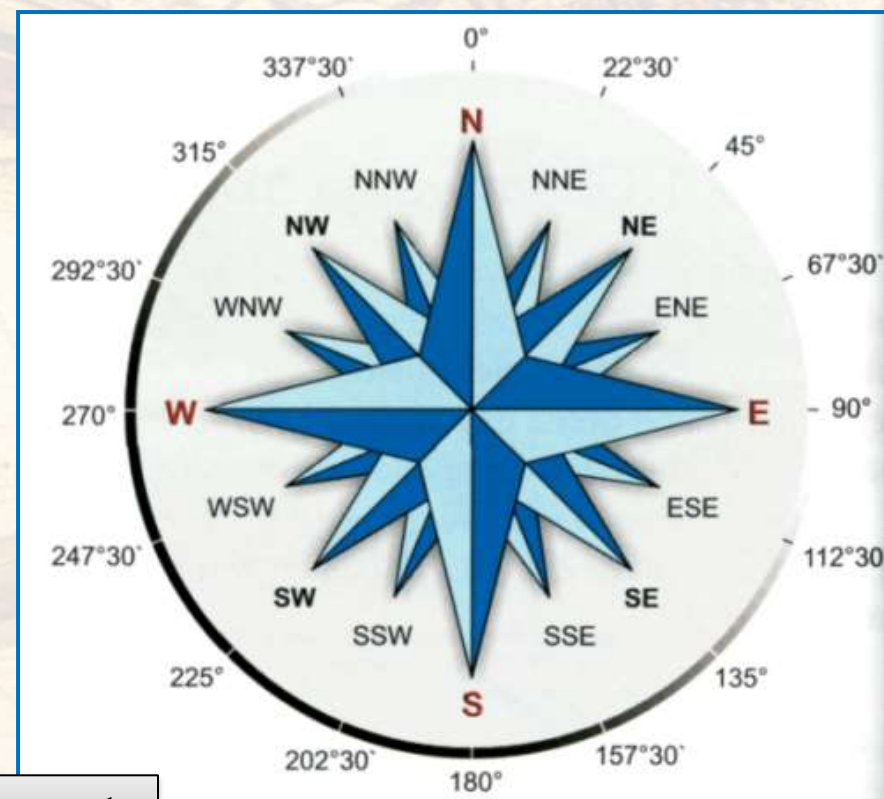 0°
337°30` 22°30`
N
315° 45°
NNW NNE
NW NE
292°30` 67°30`
WNW ENE
270° W E 90°
WSW ESE
247°30` 112°30
SW SE
SSW SSE
225° 135°
S
202°30` 157°30`
180°